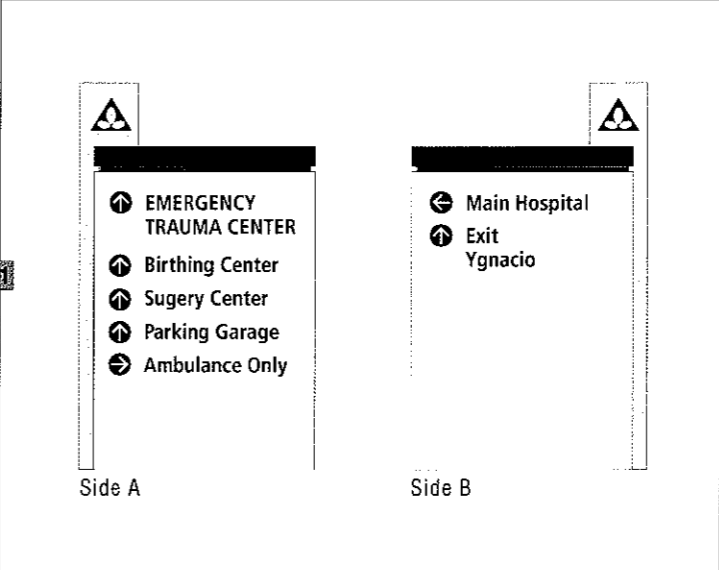 EMERGENCY
TRAUMA CENTER
Birthing Center
Sugery Center
Parking Garage
Ambulance Only
Side A
Main Hospital
Exit
Ygnacio
Side B